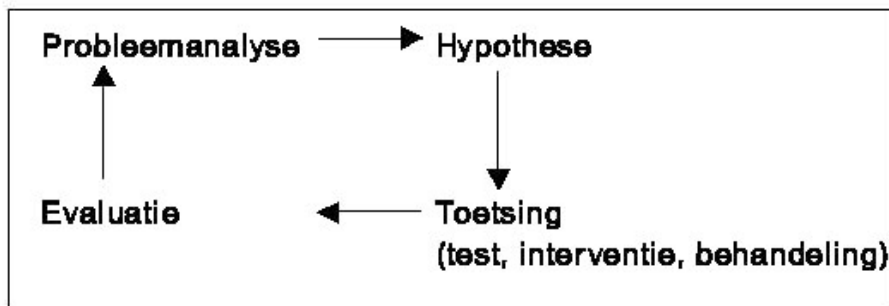 Probleemanalyse
Hypothese
Evaluatie
Toetsing
(test, interventie, behandeling)